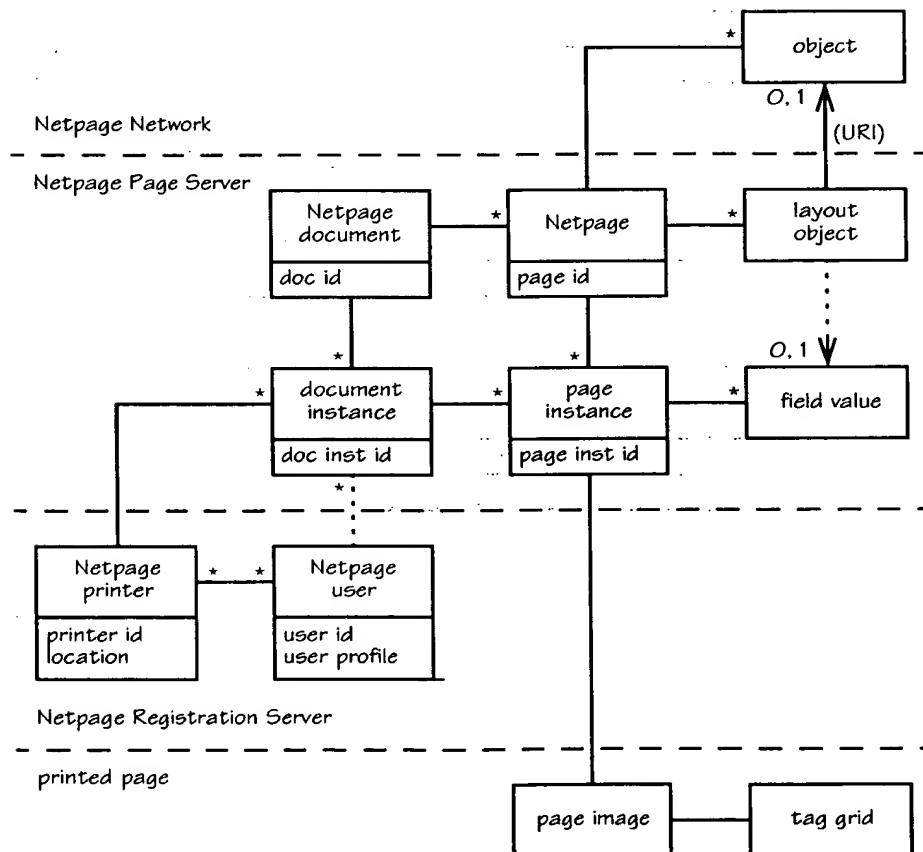 *
object
0, 1
(URI)
Netpage Network
Netpage Page Server
Netpage
document
doc id
*
Netpage
page id
*
layout
object
*
*
0, 1
*
document
instance
doc inst id
*
page
instance
page inst id
*
field value
*
Netpage
printer
printer id
location
* *
Netpage
user
user id
user profile
Netpage Registration Server
printed page
page image
tag grid